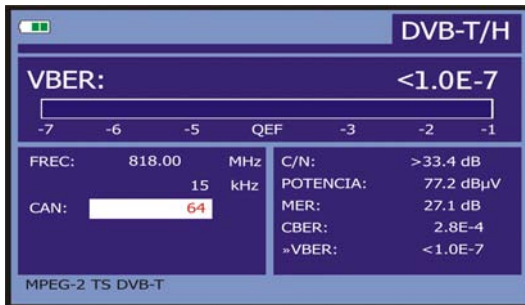 DVB-T/H
VBER: <1.0E-7
-7 -6 -5 QEF -3 -2 -1
FREC: 818.00 MHz
15 kHz
CAN: 64
C/N: >33.4 dB
POTENCIA: 77.2 dBµV
MER: 27.1 dB
CBER: 2.8E-4
»VBER: <1.0E-7
MPEG-2 TS DVB-T